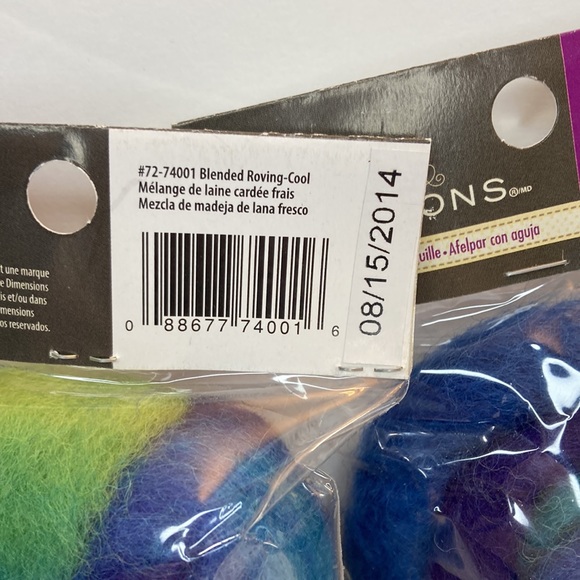 #72-74001 Blended Roving-Cool
Mélange de laine cardée frais
Mezcla de madeja de lana fresco
0 88677 74001 6
08/15/2014
t une marque
e Dimensions
is et/ou dans
imensions
s reservados.
ONS®/MD
uille • Afelpar con aguja